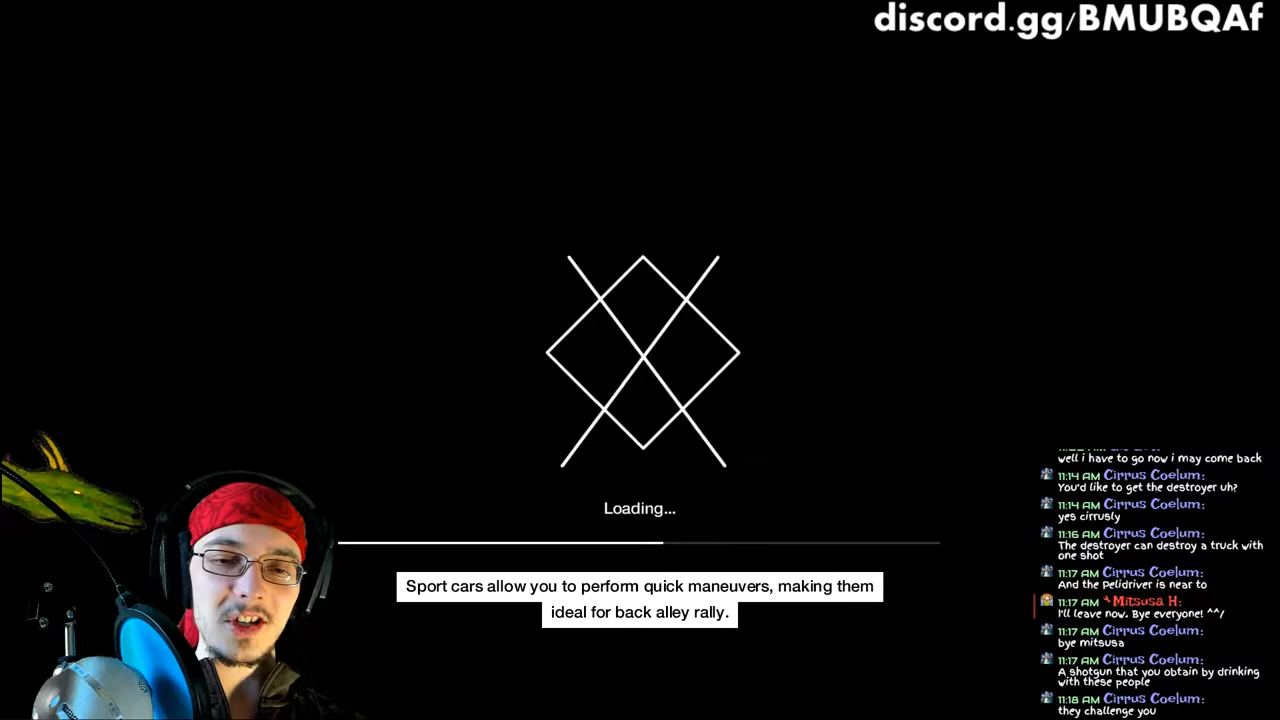 discord.gg/BMUBQAf
Loading...
Sport cars allow you to perform quick maneuvers, making them
ideal for back alley rally.
well i have to go now i may come back
11:14 AM Cirrus Coelum:
You'd like to get the destroyer uh?
11:14 AM Cirrus Coelum:
yes cirrusly
11:16 AM Cirrus Coelum:
The destroyer can destroy a truck with
one shot
11:17 AM Cirrus Coelum:
And the Pelidriver is near to
11:17 AM Mitsusa H:
I'll leave now. Bye everyone! ^^/
11:17 AM Cirrus Coelum:
bye mitsusa
11:17 AM Cirrus Coelum:
A shotgun that you obtain by drinking
with these people
11:18 AM Cirrus Coelum:
they challenge you